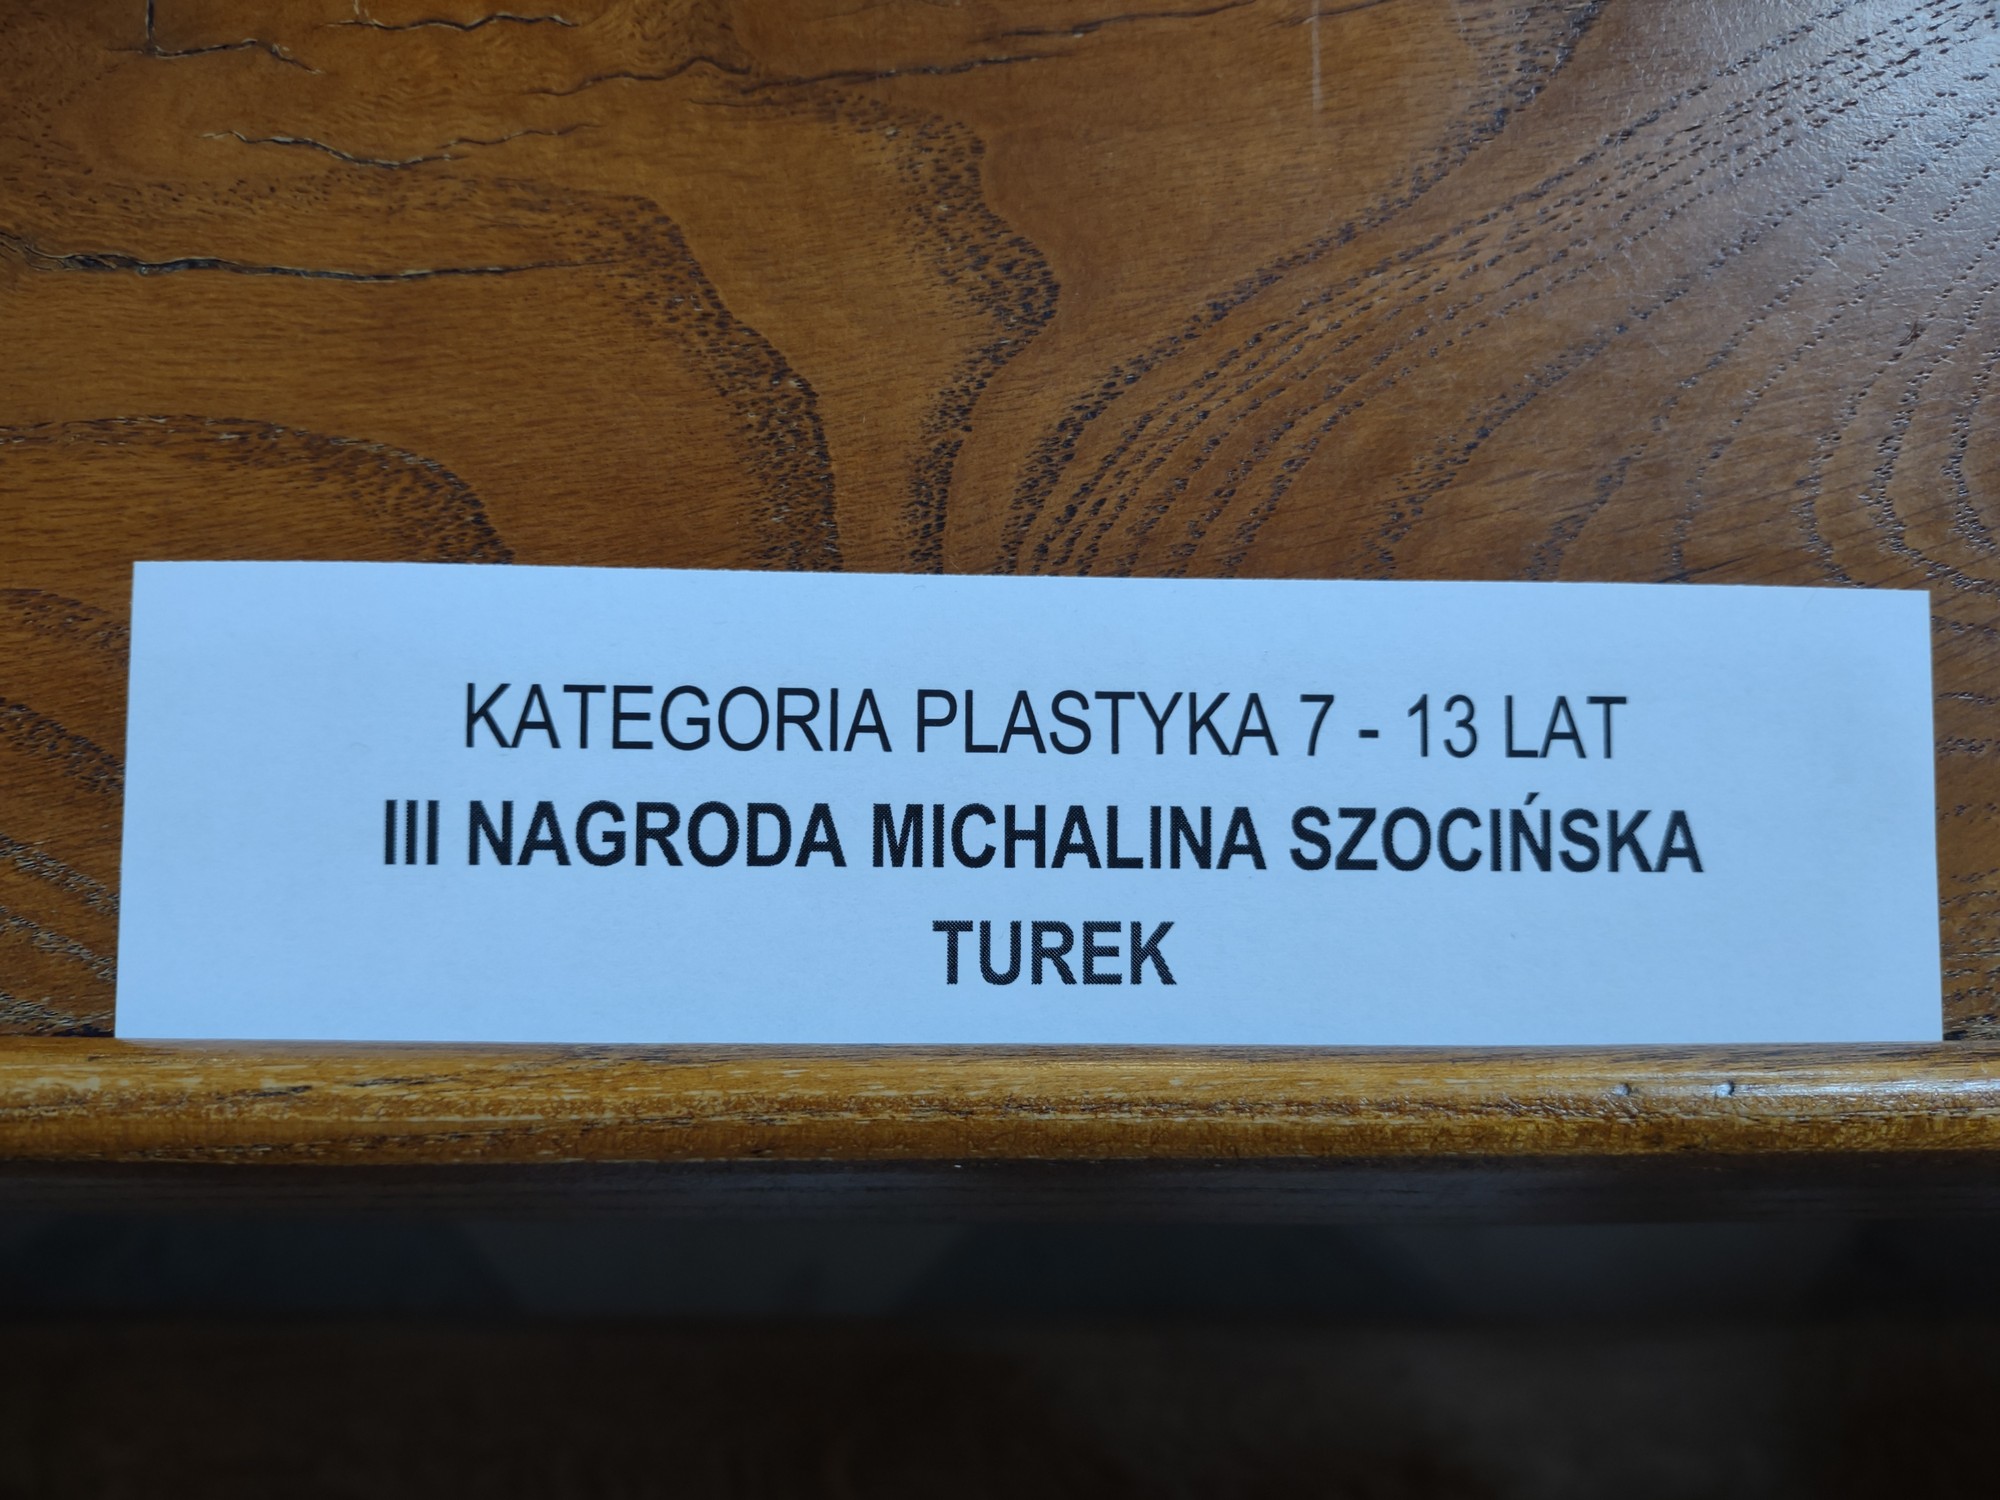 KATEGORIA PLASTYKA 7 - 13 LAT
III NAGRODA MICHALINA SZOCIŃSKA
TUREK